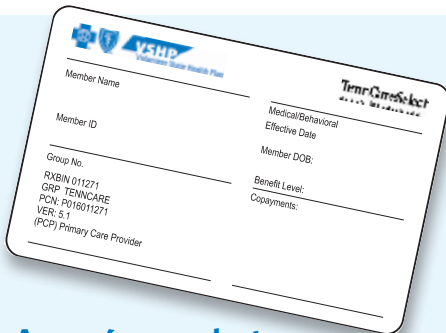 VSHP
Volunteer State Health Plan
TennCareSelect
Member Name
Member ID
Group No.
RXBIN 011271
GRP TENNCARE
PCN: P016011271
VER: 5.1
(PCP) Primary Care Provider
Medical/Behavioral
Effective Date
Member DOB:
Benefit Level:
Copayments: